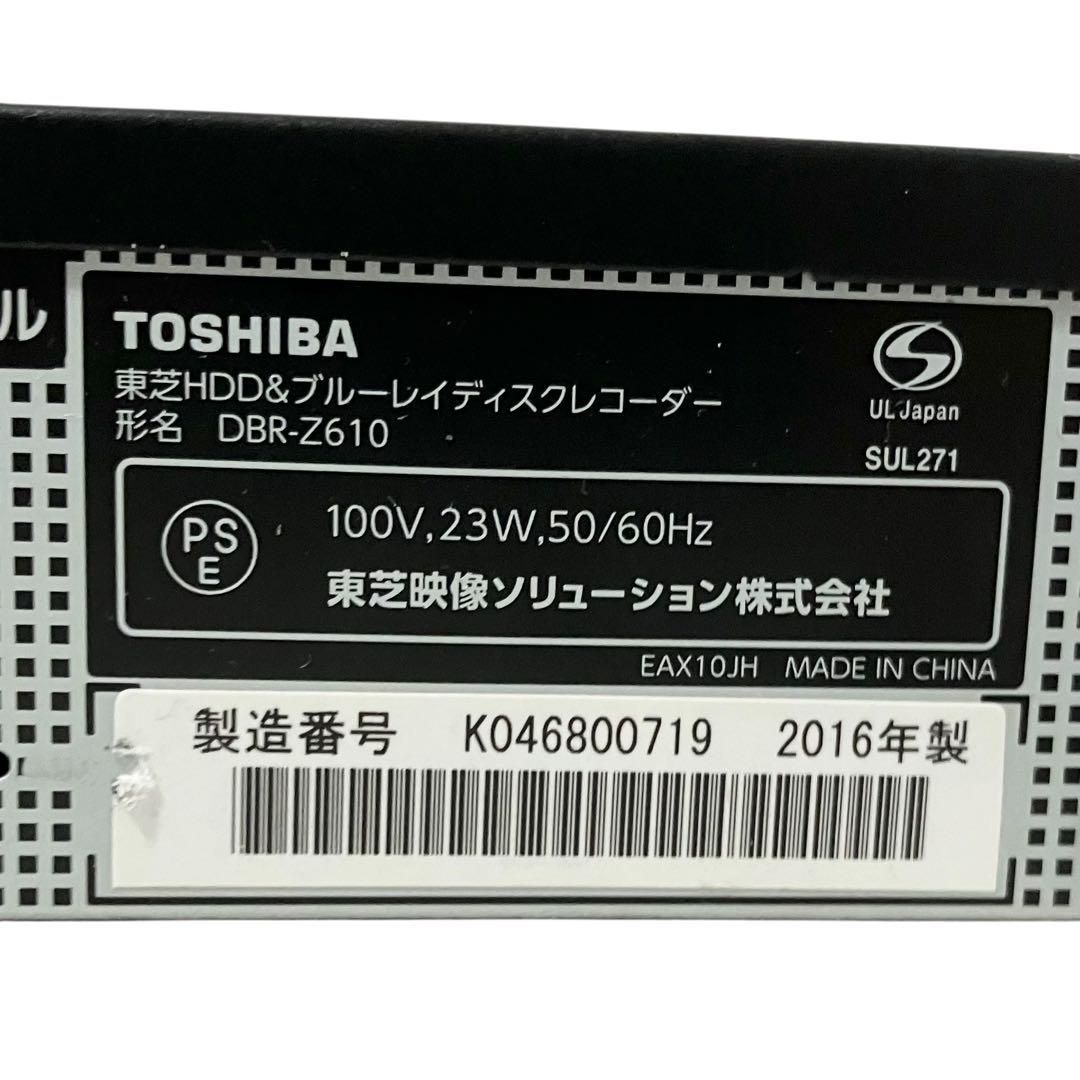 ル
TOSHIBA
東芝HDD&ブルーレイディスクレコーダー
形名 DBR-Z610
UL Japan
SUL271
PS
E
100V,23W,50/60Hz
東芝映像ソリューション株式会社
EAX10JH MADE IN CHINA
製造番号 K046800719 2016年製